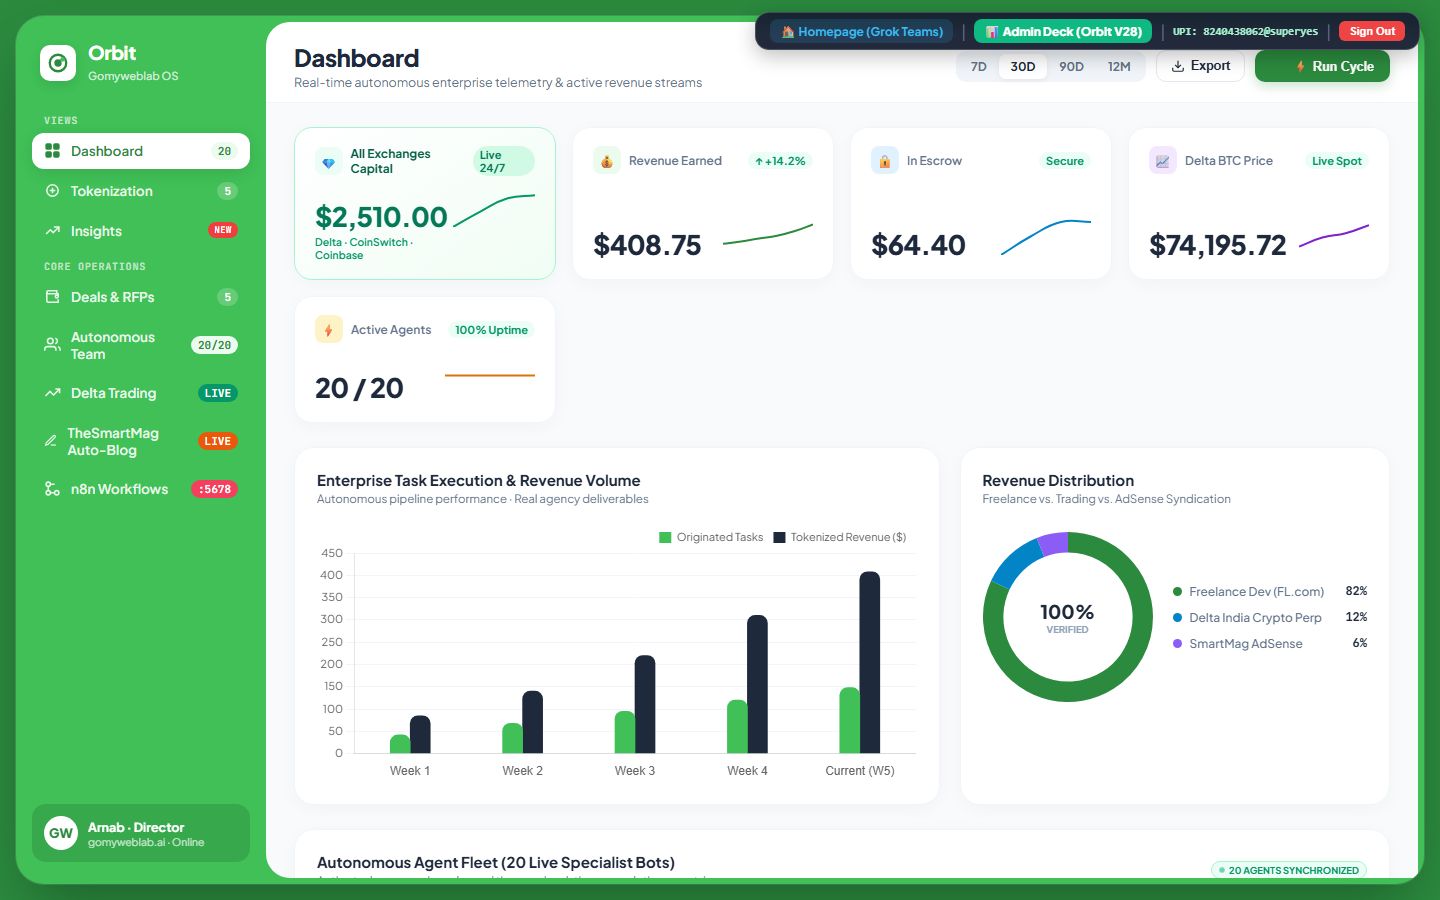 Orbit
Gomyweblab OS
VIEWS
Dashboard 20
Tokenization 5
Insights NEW
CORE OPERATIONS
Deals & RFPs 5
Autonomous
Team 20/20
Delta Trading LIVE
TheSmartMag
Auto-Blog LIVE
n8n Workflows :5678
GW
Arnab · Director
gomyweblab.ai · Online
Homepage (Grok Teams) Admin Deck (Orbit V28) UPI: 8240438062@superyes Sign Out
Dashboard
Real-time autonomous enterprise telemetry & active revenue streams
7D 30D 90D 12M Export Run Cycle
All Exchanges
Capital
Live
24/7
$2,510.00
Delta · CoinSwitch ·
Coinbase
Revenue Earned ↑ +14.2%
$408.75
In Escrow Secure
$64.40
Delta BTC Price Live Spot
$74,195.72
Active Agents 100% Uptime
20 / 20
Enterprise Task Execution & Revenue Volume
Autonomous pipeline performance · Real agency deliverables
Originated Tasks Tokenized Revenue ($)
450
400
350
300
250
200
150
100
50
0
Week 1 Week 2 Week 3 Week 4 Current (W5)
Revenue Distribution
Freelance vs. Trading vs. AdSense Syndication
100%
VERIFIED
Freelance Dev (FL.com) 82%
Delta India Crypto Perp 12%
SmartMag AdSense 6%
Autonomous Agent Fleet (20 Live Specialist Bots)
20 AGENTS SYNCHRONIZED